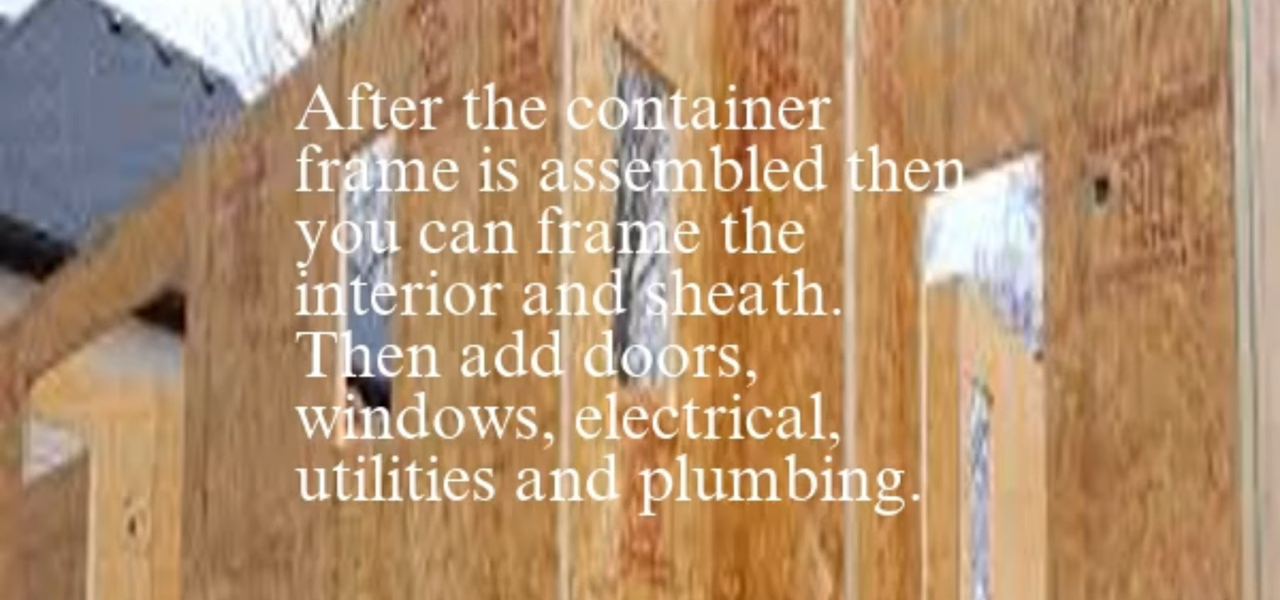 After the container
frame is assembled then
you can frame the
interior and sheath.
Then add doors,
windows, electrical,
utilities and plumbing.